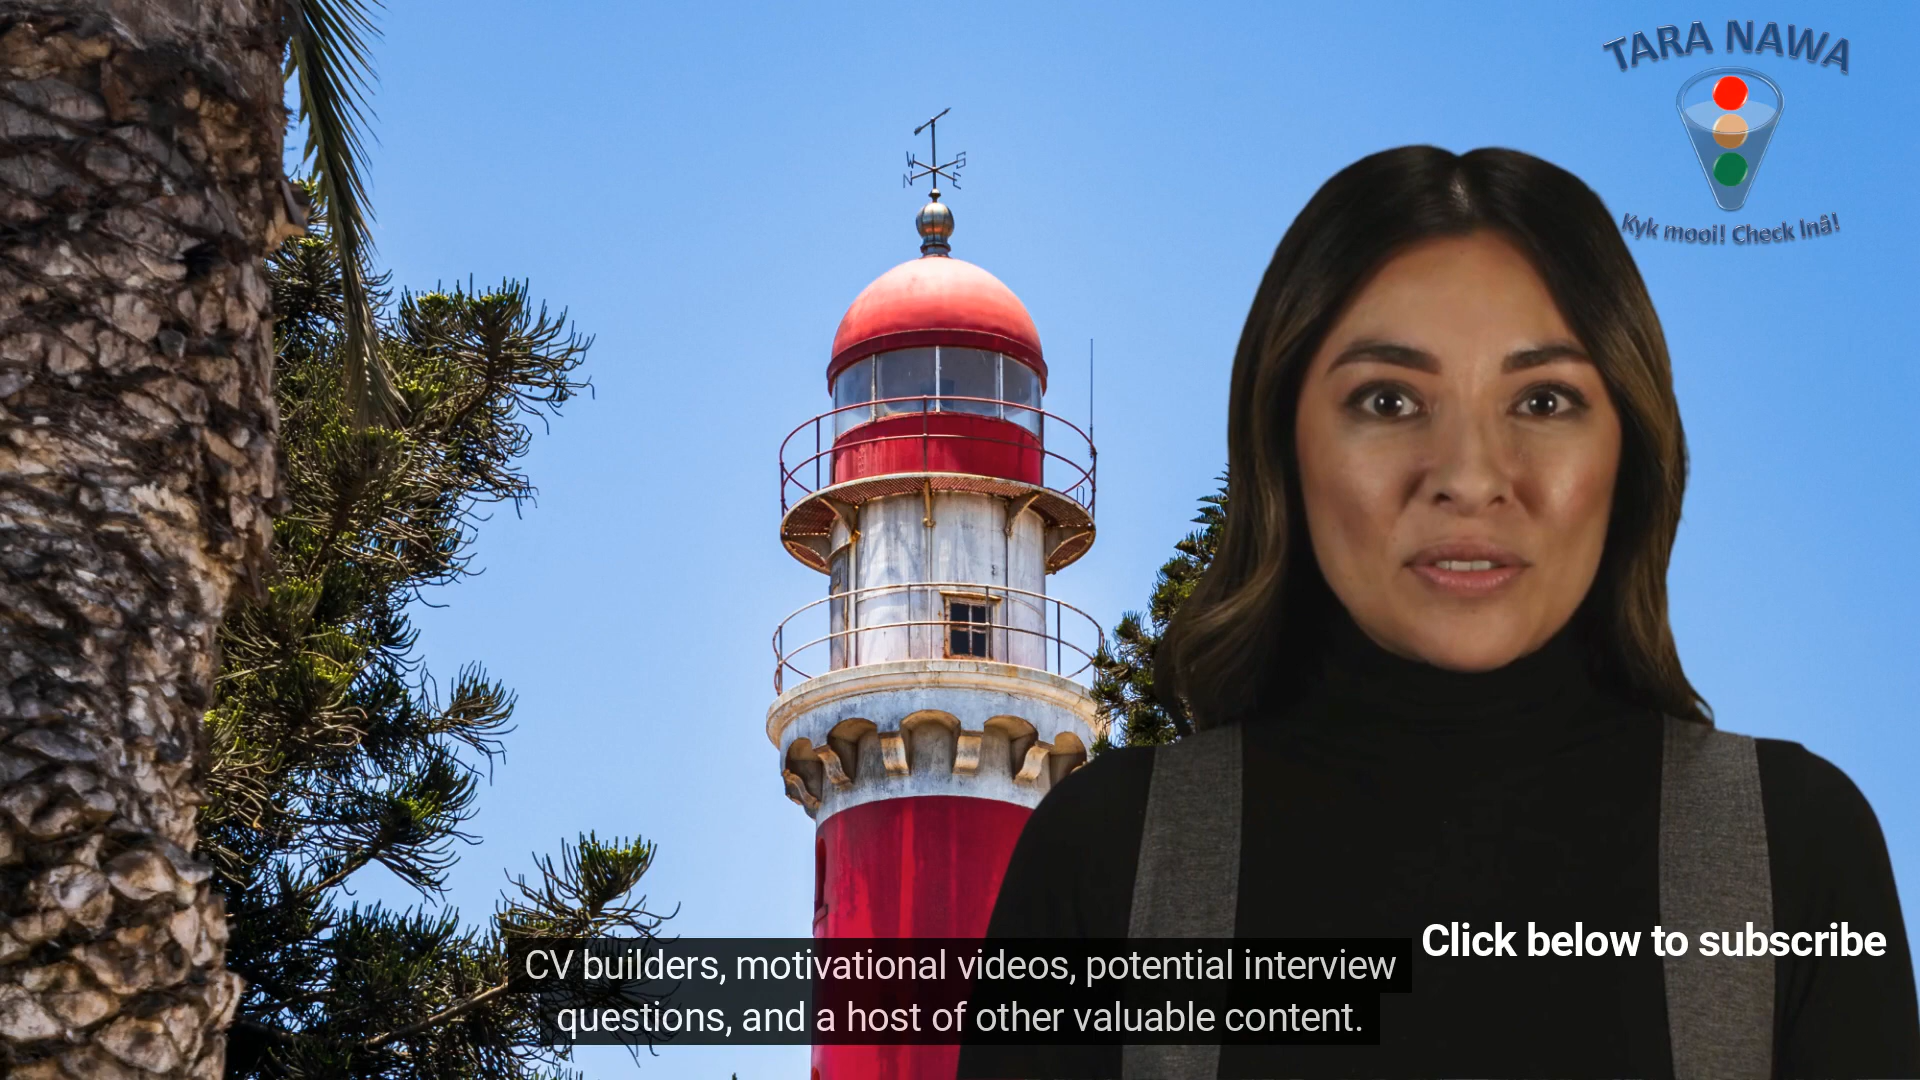 TARA NAWA
Kyk mooi! Check Inâ!
W S
N E
Click below to subscribe
CV builders, motivational videos, potential interview
questions, and a host of other valuable content.